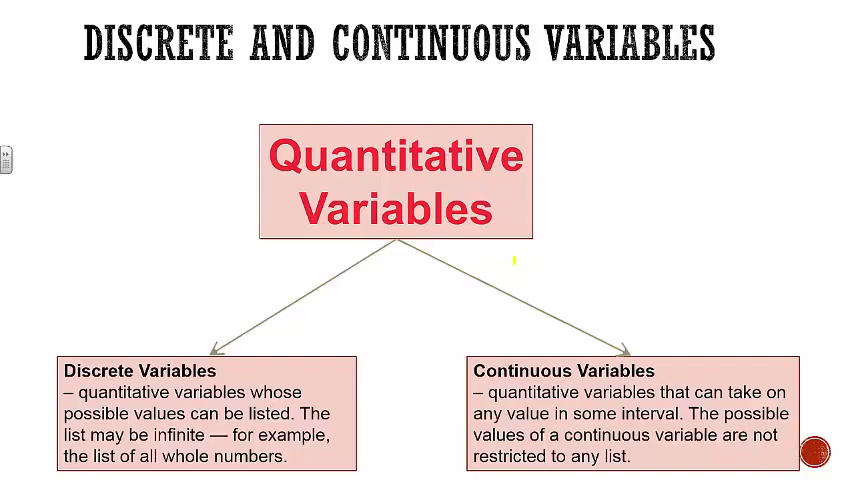 DISCRETE AND CONTINUOUS VARIABLES
Quantitative
Variables
Discrete Variables
– quantitative variables whose
possible values can be listed. The
list may be infinite — for example,
the list of all whole numbers.
Continuous Variables
– quantitative variables that can take on
any value in some interval. The possible
values of a continuous variable are not
restricted to any list.